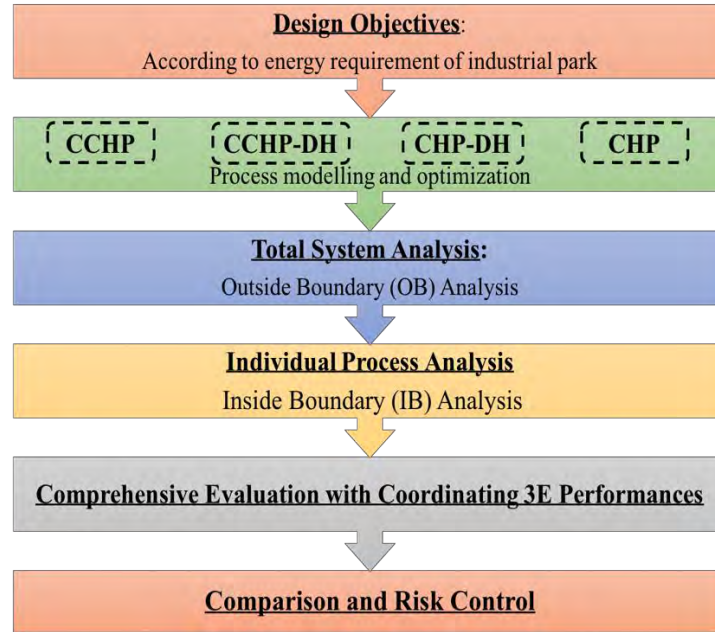 Design Objectives:
According to energy requirement of industrial park
CCHP CCHP-DH CHP-DH CHP
Process modelling and optimization
Total System Analysis:
Outside Boundary (OB) Analysis
Individual Process Analysis
Inside Boundary (IB) Analysis
Comprehensive Evaluation with Coordinating 3E Performances
Comparison and Risk Control